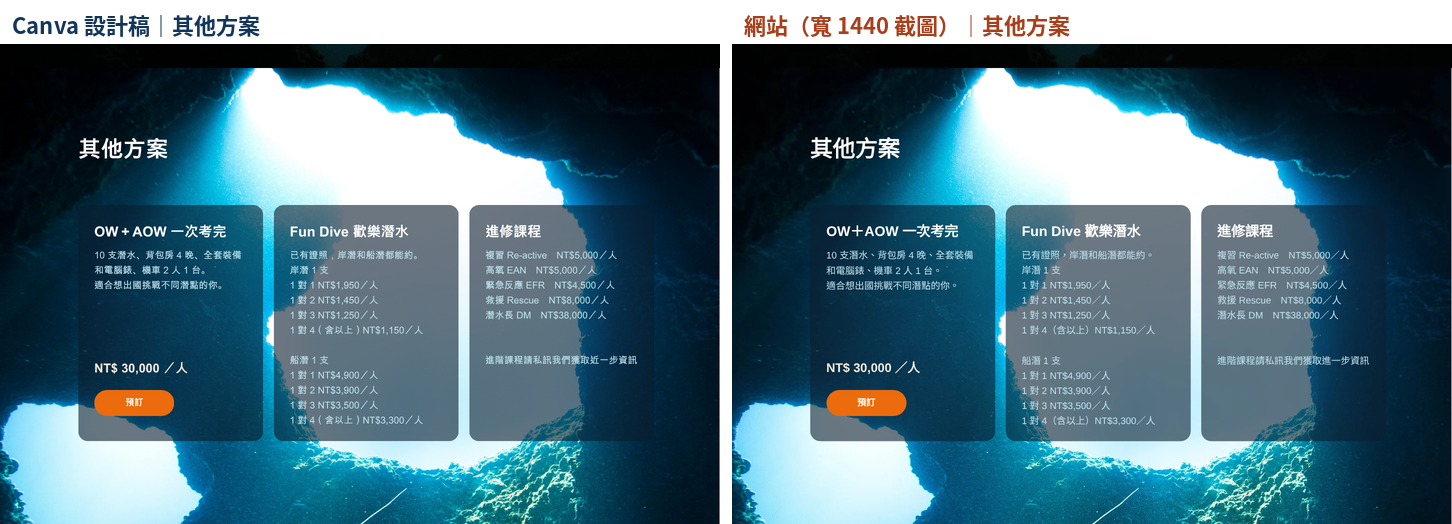 Canva 設計稿｜其他方案
其他方案
OW + AOW 一次考完
10 支潛水、背包房 4 晚、全套裝備
和電腦錶、機車 2 人 1 台。
適合想出國挑戰不同潛點的你。
NT$ 30,000 ／人
預訂
Fun Dive 歡樂潛水
已有證照，岸潛和船潛都能約。
岸潛 1 支
1 對 1 NT$1,950／人
1 對 2 NT$1,450／人
1 對 3 NT$1,250／人
1 對 4 ( 含以上 ) NT$1,150／人
船潛 1 支
1 對 1 NT$4,900／人
1 對 2 NT$3,900／人
1 對 3 NT$3,500／人
1 對 4 ( 含以上 ) NT$3,300／人
進修課程
複習 Re-active　NT$5,000／人
高氧 EAN　NT$5,000／人
緊急反應 EFR　NT$4,500／人
救援 Rescue　NT$8,000／人
潛水長 DM　NT$38,000／人
進階課程請私訊我們獲取近一步資訊
網站（寬 1440 截圖）｜其他方案
其他方案
OW＋AOW 一次考完
10 支潛水、背包房 4 晚、全套裝備
和電腦錶、機車 2 人 1 台。
適合想出國挑戰不同潛點的你。
NT$ 30,000 ／人
預訂
Fun Dive 歡樂潛水
已有證照，岸潛和船潛都能約。
岸潛 1 支
1 對 1 NT$1,950／人
1 對 2 NT$1,450／人
1 對 3 NT$1,250／人
1 對 4（含以上）NT$1,150／人
船潛 1 支
1 對 1 NT$4,900／人
1 對 2 NT$3,900／人
1 對 3 NT$3,500／人
1 對 4（含以上）NT$3,300／人
進修課程
複習 Re-active　NT$5,000／人
高氧 EAN　NT$5,000／人
緊急反應 EFR　NT$4,500／人
救援 Rescue　NT$8,000／人
潛水長 DM　NT$38,000／人
進階課程請私訊我們獲取進一步資訊